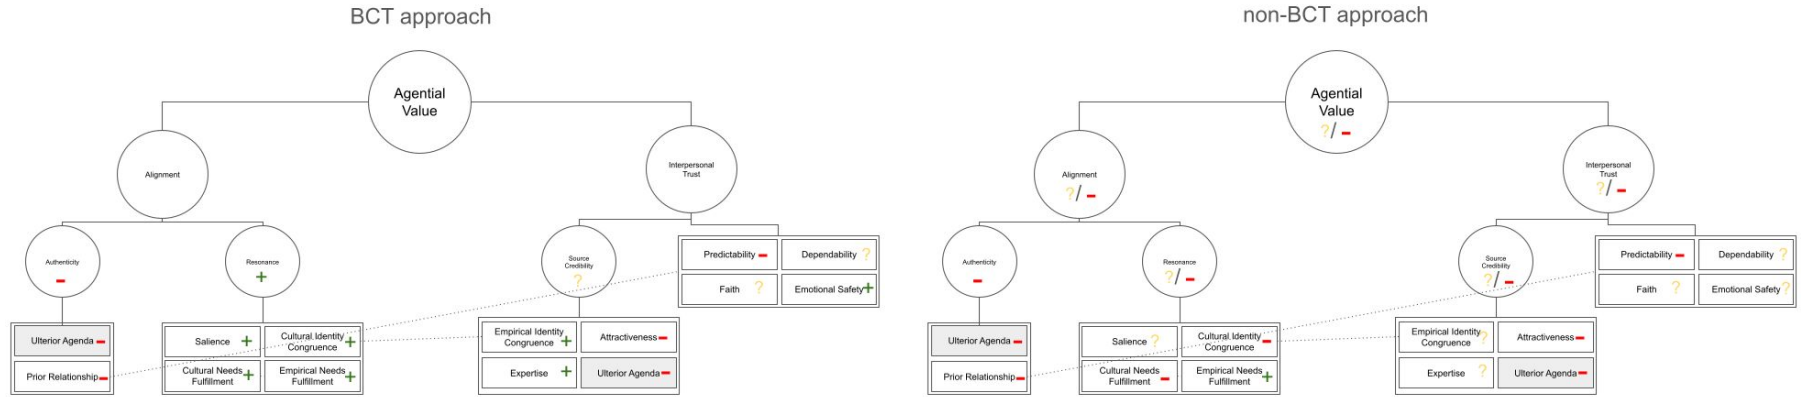 BCT approach
Agential
Value
Alignment
Interpersonal
Trust
Authenticity
-
Resonance
+
Source
Credibility
?
Predictability -
Dependability ?
Faith ?
Emotional Safety +
Ulterior Agenda -
Prior Relationship -
Salience +
Cultural Identity
Congruence +
Cultural Needs
Fulfillment +
Empirical Needs
Fulfillment +
Empirical Identity
Congruence +
Attractiveness -
Expertise +
Ulterior Agenda -
non-BCT approach
Agential
Value
?/ -
Alignment
?/ -
Interpersonal
Trust
?/ -
Authenticity
-
Resonance
?/ -
Source
Credibility
?/ -
Predictability -
Dependability ?
Faith ?
Emotional Safety ?
Ulterior Agenda -
Prior Relationship -
Salience ?
Cultural Identity
Congruence -
Cultural Needs
Fulfillment -
Empirical Needs
Fulfillment +
Empirical Identity
Congruence ?
Attractiveness -
Expertise ?
Ulterior Agenda -